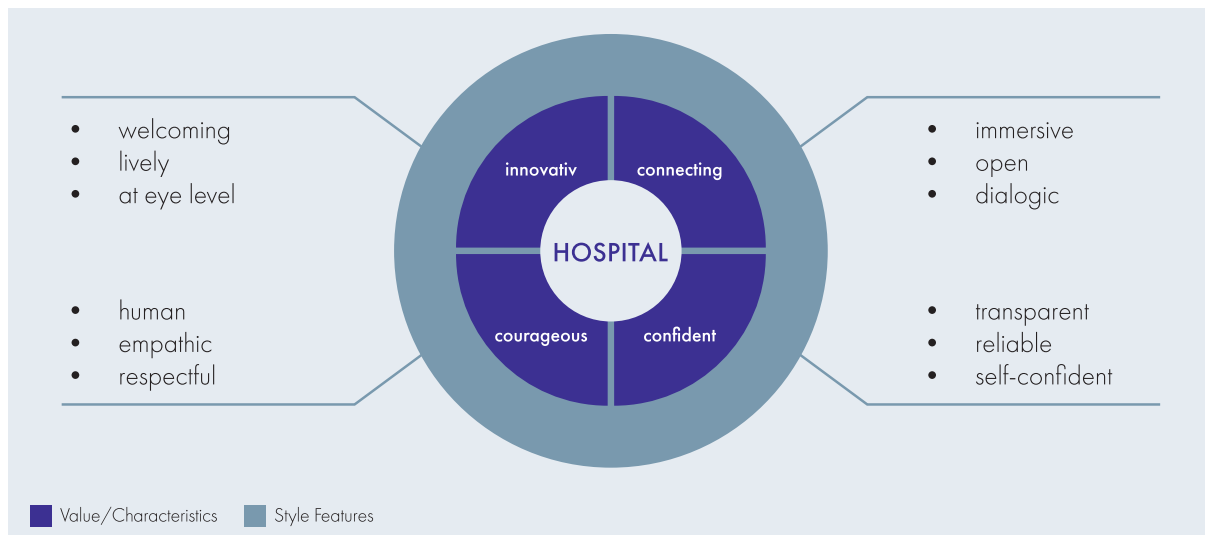 • welcoming
• lively
• at eye level
• human
• empathic
• respectful
innovativ
connecting
HOSPITAL
courageous
confident
• immersive
• open
• dialogic
• transparent
• reliable
• self-confident
Value/Characteristics
Style Features